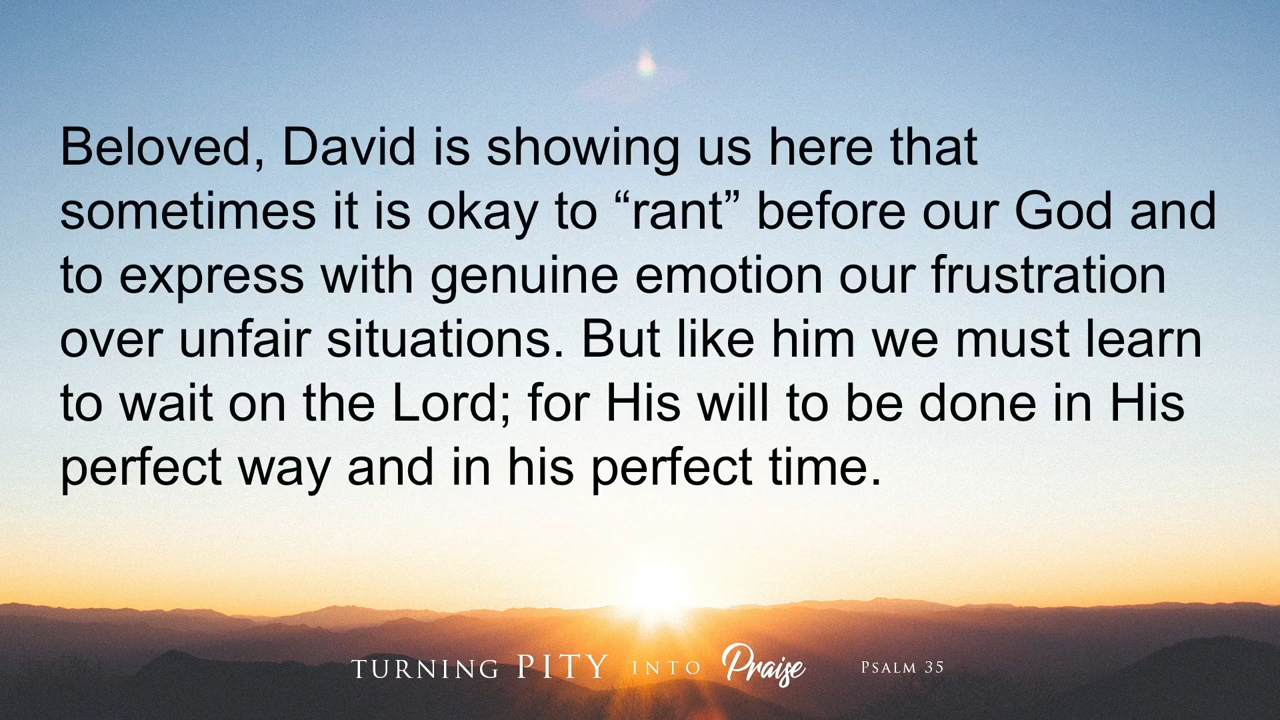 Beloved, David is showing us here that
sometimes it is okay to “rant” before our God and
to express with genuine emotion our frustration
over unfair situations. But like him we must learn
to wait on the Lord; for His will to be done in His
perfect way and in his perfect time.
TURNING PITY INTO Praise PSALM 35